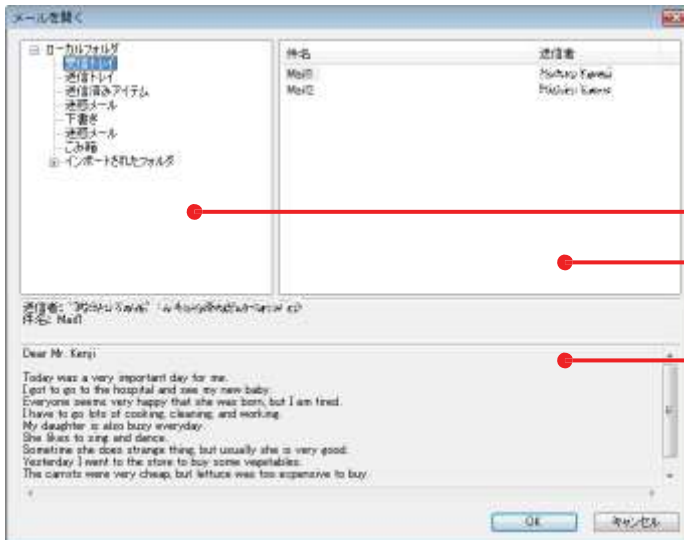 メールを開く
ローカルフォルダ
受信トレイ
送信トレイ
送信済みアイテム
迷惑メール
下書き
迷惑メール
ごみ箱
インポートされたフォルダ
件名 送信者
Mail1
Mail2
送信者:
件名: Mail1
Dear Mr. Kenji
Today was a very important day for me.
I got to go to the hospital and see my new baby.
Everyone seems very happy that she was born, but I am tired.
I have to go lots of cooking, cleaning, and working.
My daughter is also busy everyday.
She likes to sing and dance.
Sometime she does strange thing, but usually she is very good.
Yesterday I went to the store to buy some vegetables.
The carrots were very cheap, but lettuce was too expensive to buy
OK キャンセル